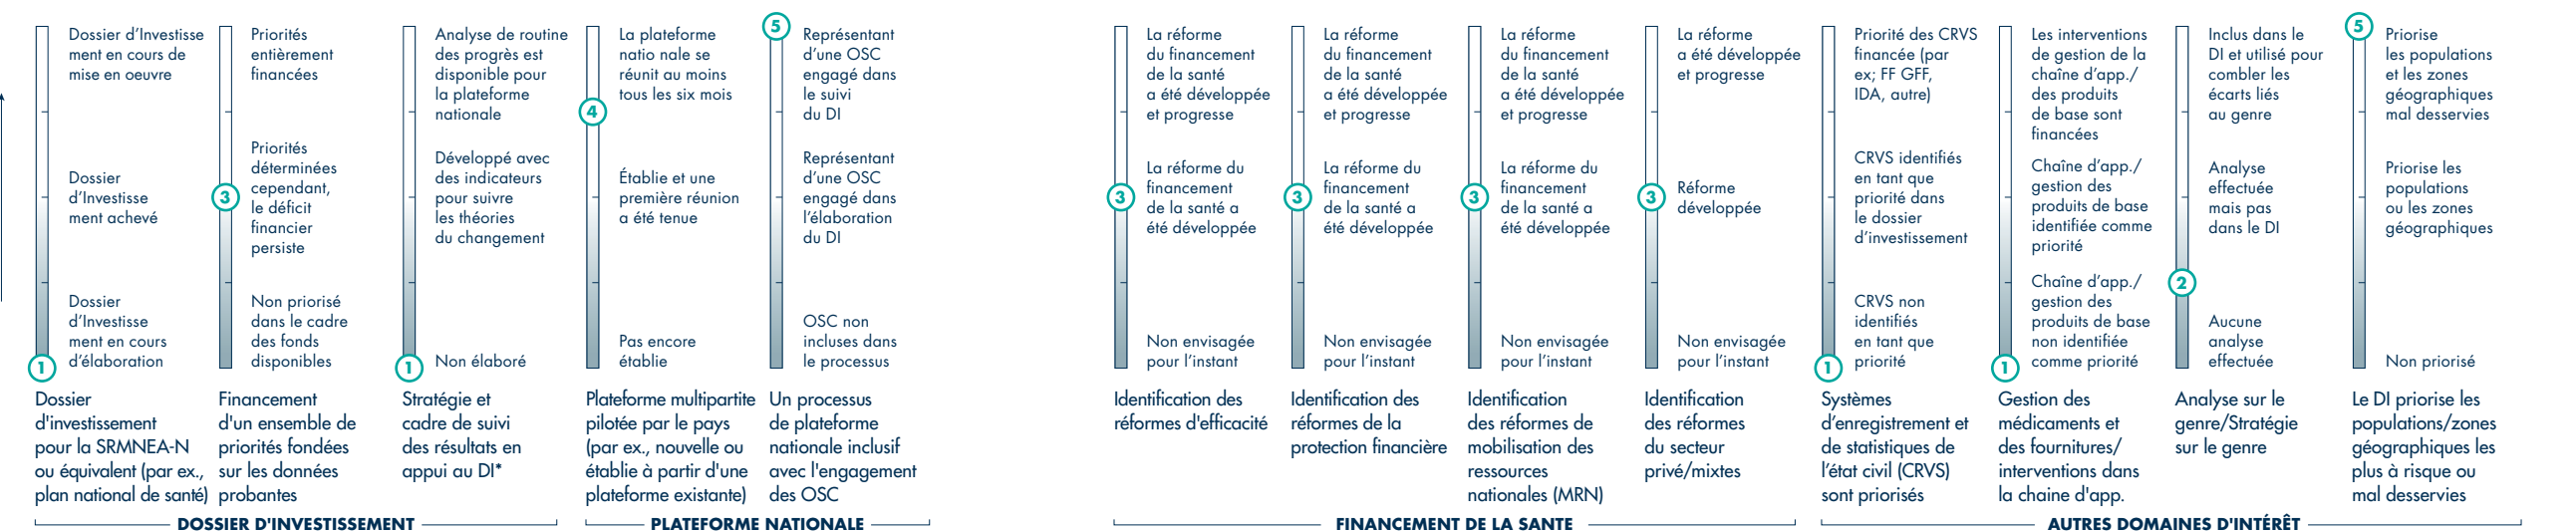 Dossier d'Investisse
ment en cours de
mise en oeuvre
Dossier
d'Investisse
ment achevé
Dossier
d'Investisse
ment en cours
d'élaboration
1
Dossier
d'investissement
pour la SRMNEA-N
ou équivalent (par ex.,
plan national de santé)
Priorités
entièrement
financées
3
Priorités
déterminées
cependant,
le déficit
financier
persiste
Non priorisé
dans le cadre
des fonds
disponibles
Financement
d'un ensemble de
priorités fondées
sur les données
probantes
Analyse de routine
des progrès est
disponible pour
la plateforme
nationale
Développé avec
des indicateurs
pour suivre
les théories
du changement
1
Non élaboré
Stratégie et
cadre de suivi
des résultats en
appui au DI*
DOSSIER D'INVESTISSEMENT
La plateforme
natio nale se
réunit au moins
tous les six mois
4
Établie et une
première réunion
a été tenue
Pas encore
établie
Plateforme multipartite
pilotée par le pays
(par ex., nouvelle ou
établie à partir d'une
plateforme existante)
5
Représentant
d'une OSC
engagé dans
le suivi
du DI
Représentant
d'une OSC
engagé dans
l'élaboration
du DI
OSC non
incluses dans
le processus
Un processus
de plateforme
nationale inclusif
avec l'engagement
des OSC
PLATEFORME NATIONALE
La réforme
du financement
de la santé
a été développée
et progresse
3
La réforme du
financement
de la santé a
été développée
Non envisagée
pour l'instant
Identification des
réformes d'efficacité
La réforme
du financement
de la santé
a été développée
et progresse
3
La réforme du
financement
de la santé a
été développée
Non envisagée
pour l'instant
Identification des
réformes de la
protection financière
La réforme
du financement
de la santé
a été développée
et progresse
3
La réforme du
financement
de la santé a
été développée
Non envisagée
pour l'instant
Identification
des réformes de
mobilisation des
ressources
nationales (MRN)
La réforme
a été développée
et progresse
3
Réforme
développée
Non envisagée
pour l'instant
Identification
des réformes
du secteur
privé/mixtes
FINANCEMENT DE LA SANTE
Priorité des CRVS
financée (par
ex; FF GFF,
IDA, autre)
CRVS identifiés
en tant que
priorité dans
le dossier
d'investissement
CRVS non
identifiés
en tant que
priorité
1
Systèmes
d'enregistrement et
de statistiques de
l'état civil (CRVS)
sont priorisés
Les interventions
de gestion de la
chaîne d'app./
des produits
de base sont
financées
Chaîne d'app./
gestion des
produits de base
identifiée comme
priorité
Chaîne d'app./
gestion des
produits de base
non identifiée
comme priorité
1
Gestion des
médicaments et
des fournitures/
interventions dans
la chaine d'app.
Inclus dans le
DI et utilisé pour
combler les
écarts liés
au genre
Analyse
effectuée
mais pas
dans le DI
2
Aucune
analyse
effectuée
Analyse sur le
genre/Stratégie
sur le genre
5
Priorise
les populations
et les zones
géographiques
mal desservies
Priorise les
populations
ou les zones
géographiques
Non priorisé
Le DI priorise les
populations/zones
géographiques les
plus à risque ou
mal desservies
AUTRES DOMAINES D'INTÉRÊT